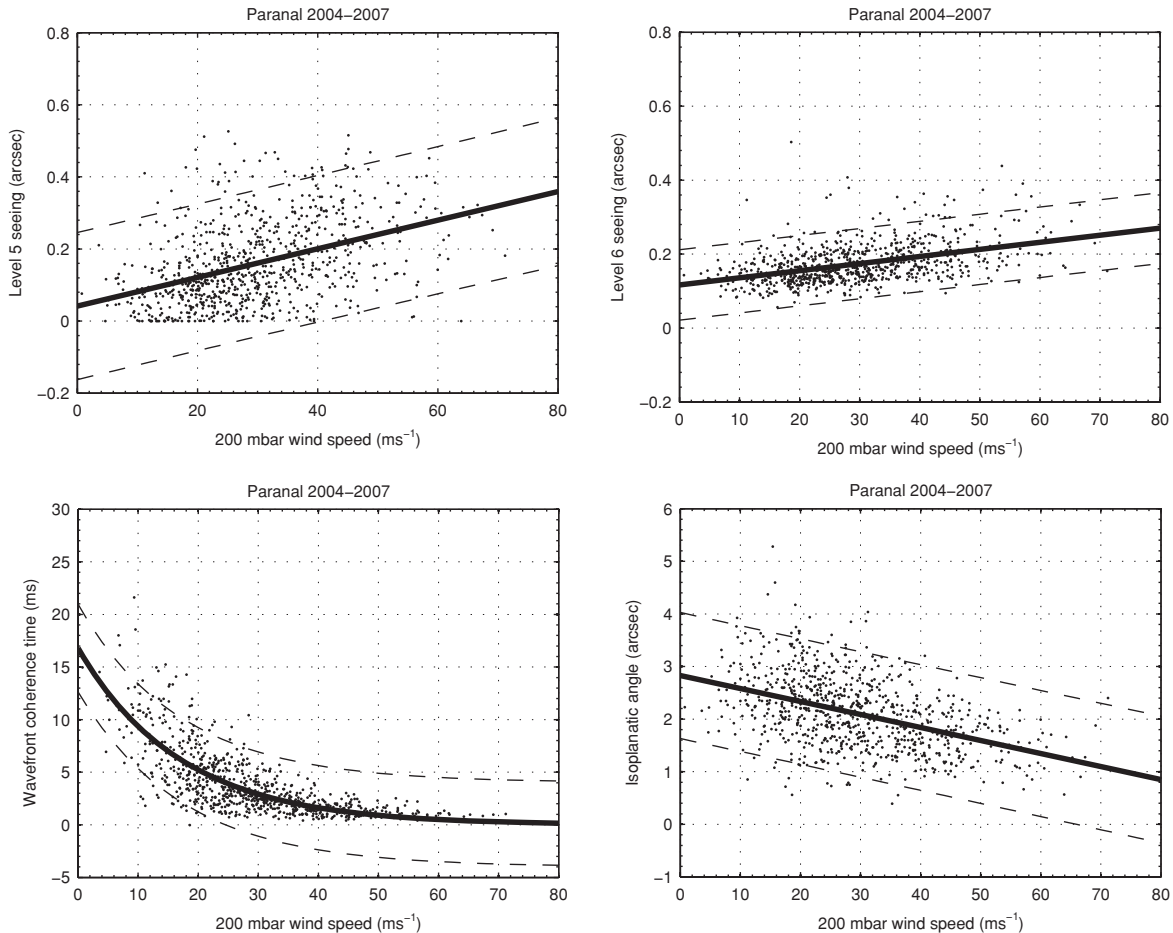 Paranal 2004–2007
0.8
0.6
0.4
0.2
0
−0.2
Level 5 seeing (arcsec)
0 20 40 60 80
200 mbar wind speed (ms⁻¹)
Paranal 2004–2007
0.8
0.6
0.4
0.2
0
−0.2
Level 6 seeing (arcsec)
0 10 20 30 40 50 60 70 80
200 mbar wind speed (ms⁻¹)
Paranal 2004–2007
30
25
20
15
10
5
0
−5
Wavefront coherence time (ms)
0 10 20 30 40 50 60 70 80
200 mbar wind speed (ms⁻¹)
Paranal 2004–2007
6
5
4
3
2
1
0
−1
Isoplanatic angle (arcsec)
0 10 20 30 40 50 60 70 80
200 mbar wind speed (ms⁻¹)